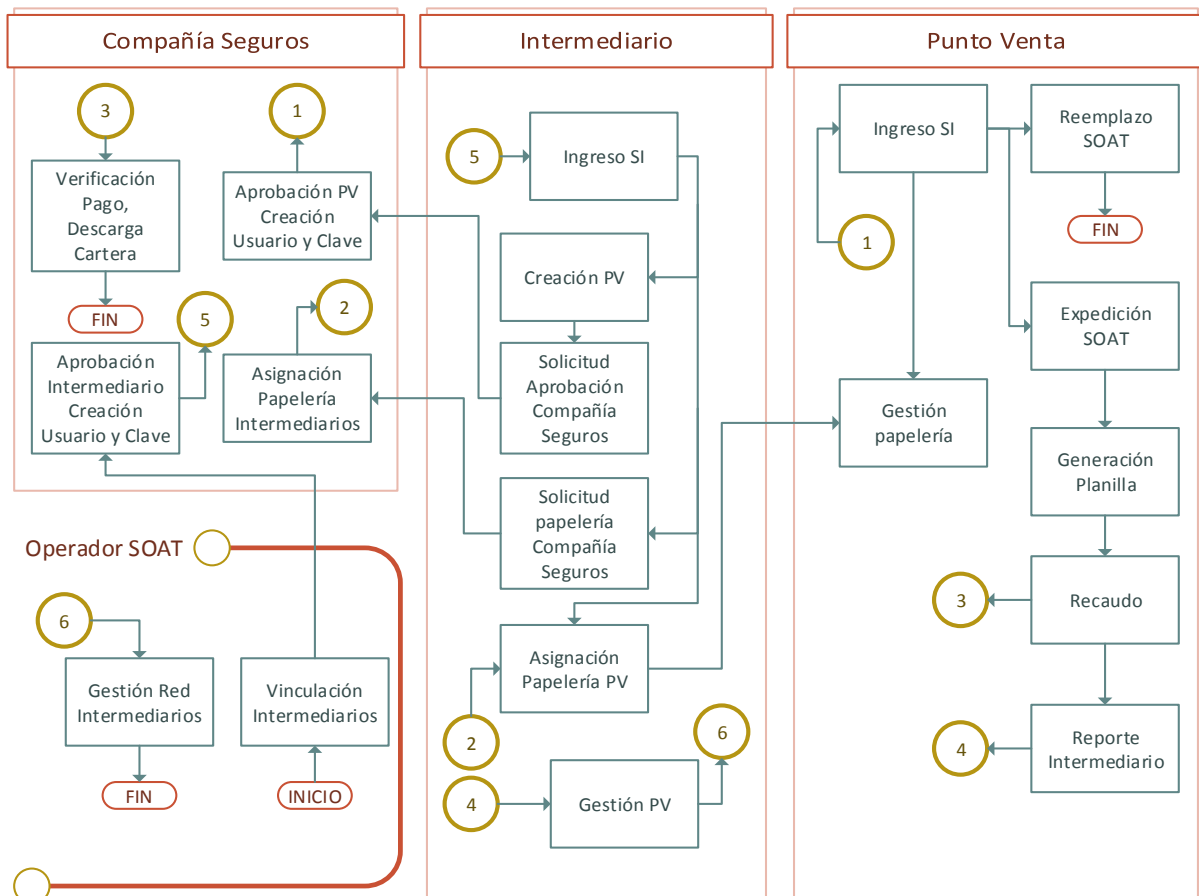 Compañía Seguros
3
1
Verificación
Pago,
Descarga
Cartera
Aprobación PV
Creación
Usuario y Clave
FIN
5
2
Aprobación
Intermediario
Creación
Usuario y Clave
Asignación
Papelería
Intermediarios
Operador SOAT
6
Gestión Red
Intermediarios
Vinculación
Intermediarios
FIN
INICIO
Intermediario
5
Ingreso SI
Creación PV
Solicitud
Aprobación
Compañía
Seguros
Solicitud
papelería
Compañía
Seguros
Asignación
Papelería PV
2
6
4
Gestión PV
Punto Venta
Ingreso SI
Reemplazo
SOAT
1
FIN
Expedición
SOAT
Gestión
papelería
Generación
Planilla
3
Recaudo
4
Reporte
Intermediario